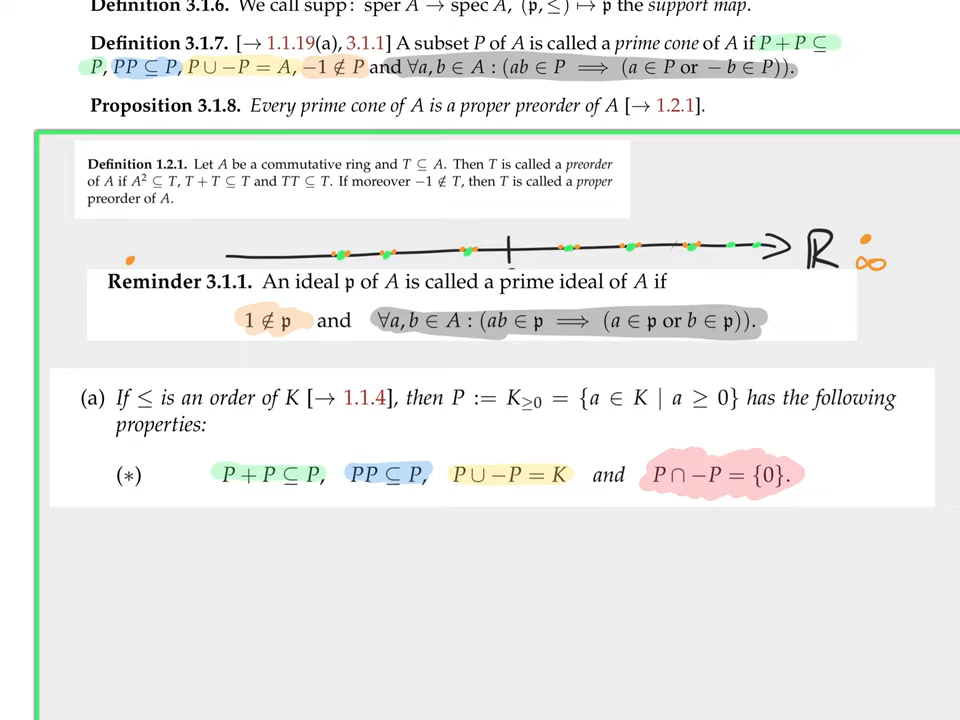 Definition 3.1.6. We call supp: sper A → spec A, (𝔭, ≤) ↦ 𝔭 the support map.
Definition 3.1.7. [→ 1.1.19(a), 3.1.1] A subset P of A is called a prime cone of A if P + P ⊆
P, PP ⊆ P, P ∪ −P = A, −1 ∉ P and ∀a, b ∈ A : (ab ∈ P ⟹ (a ∈ P or − b ∈ P)).
Proposition 3.1.8. Every prime cone of A is a proper preorder of A [→ 1.2.1].
Definition 1.2.1. Let A be a commutative ring and T ⊆ A. Then T is called a preorder
of A if A² ⊆ T, T + T ⊆ T and TT ⊆ T. If moreover −1 ∉ T, then T is called a proper
preorder of A.
ℝ ∞
Reminder 3.1.1. An ideal 𝔭 of A is called a prime ideal of A if
1 ∉ 𝔭 and ∀a, b ∈ A : (ab ∈ 𝔭 ⟹ (a ∈ 𝔭 or b ∈ 𝔭)).
(a) If ≤ is an order of K [→ 1.1.4], then P := K≥0 = {a ∈ K | a ≥ 0} has the following
properties:
(∗) P + P ⊆ P, PP ⊆ P, P ∪ −P = K and P ∩ −P = {0}.